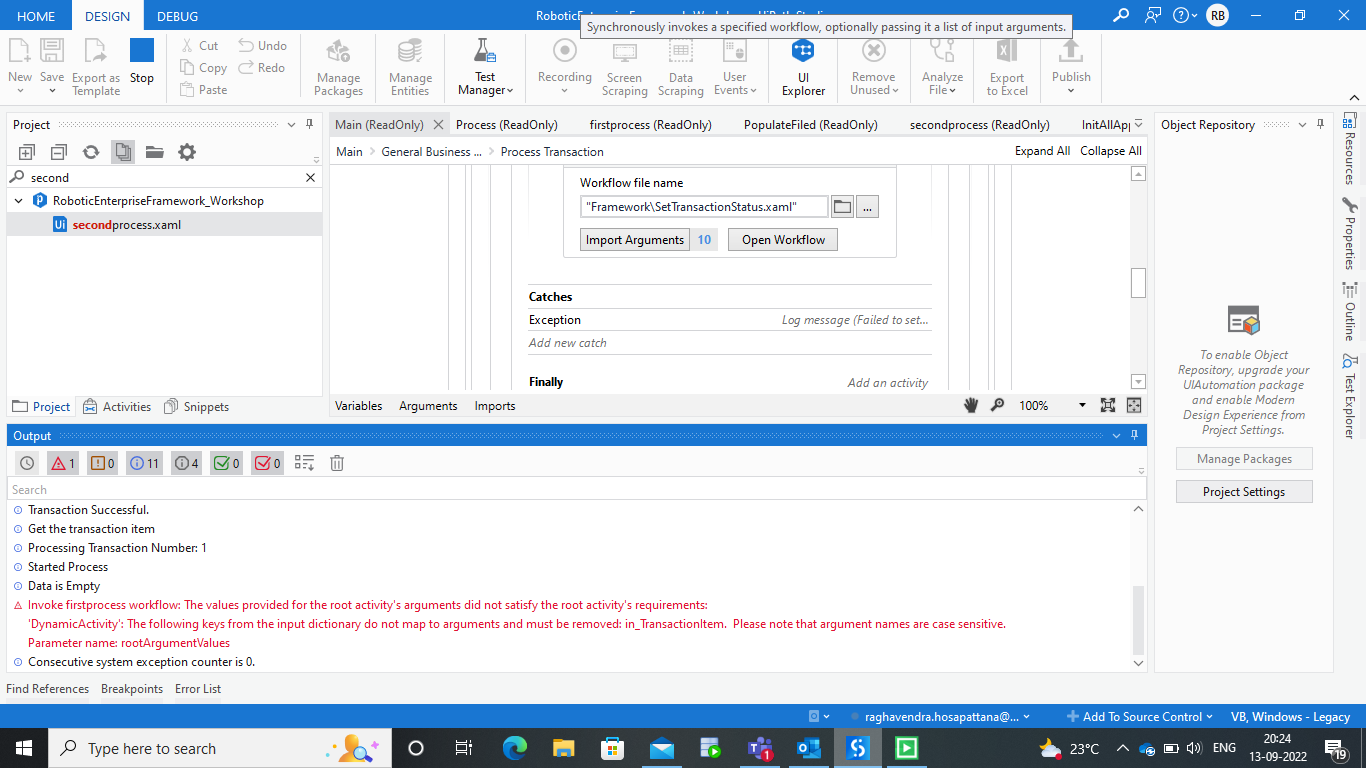 HOME
DESIGN
DEBUG
Synchronously invokes a specified workflow, optionally passing it a list of input arguments.
RB
New
Save
Export as
Template
Stop
Cut
Copy
Paste
Undo
Redo
Manage
Packages
Manage
Entities
Test
Manager
Recording
Screen
Scraping
Data
Scraping
User
Events
UI
Explorer
Remove
Unused
Analyze
File
Export
to Excel
Publish
Project
second
RoboticEnterpriseFramework_Workshop
secondprocess.xaml
Project
Activities
Snippets
Main (ReadOnly)
Process (ReadOnly)
firstprocess (ReadOnly)
PopulateFiled (ReadOnly)
secondprocess (ReadOnly)
InitAllAp
Main > General Business ... > Process Transaction
Expand All
Collapse All
Workflow file name
"Framework\SetTransactionStatus.xaml"
...
Import Arguments 10
Open Workflow
Catches
Exception
Log message (Failed to set...
Add new catch
Finally
Add an activity
Variables
Arguments
Imports
100%
Object Repository
To enable Object
Repository, upgrade your
UIAutomation package
and enable Modern
Design Experience from
Project Settings.
Manage Packages
Project Settings
Resources
Properties
Outline
Test Explorer
Output
1
0
11
4
0
0
Search
Transaction Successful.
Get the transaction item
Processing Transaction Number: 1
Started Process
Data is Empty
Invoke firstprocess workflow: The values provided for the root activity's arguments did not satisfy the root activity's requirements:
'DynamicActivity': The following keys from the input dictionary do not map to arguments and must be removed: in_TransactionItem.  Please note that argument names are case sensitive.
Parameter name: rootArgumentValues
Consecutive system exception counter is 0.
Find References
Breakpoints
Error List
raghavendra.hosapattana@...
Add To Source Control
VB, Windows - Legacy
Type here to search
1
23°C
ENG
20:24
13-09-2022
19